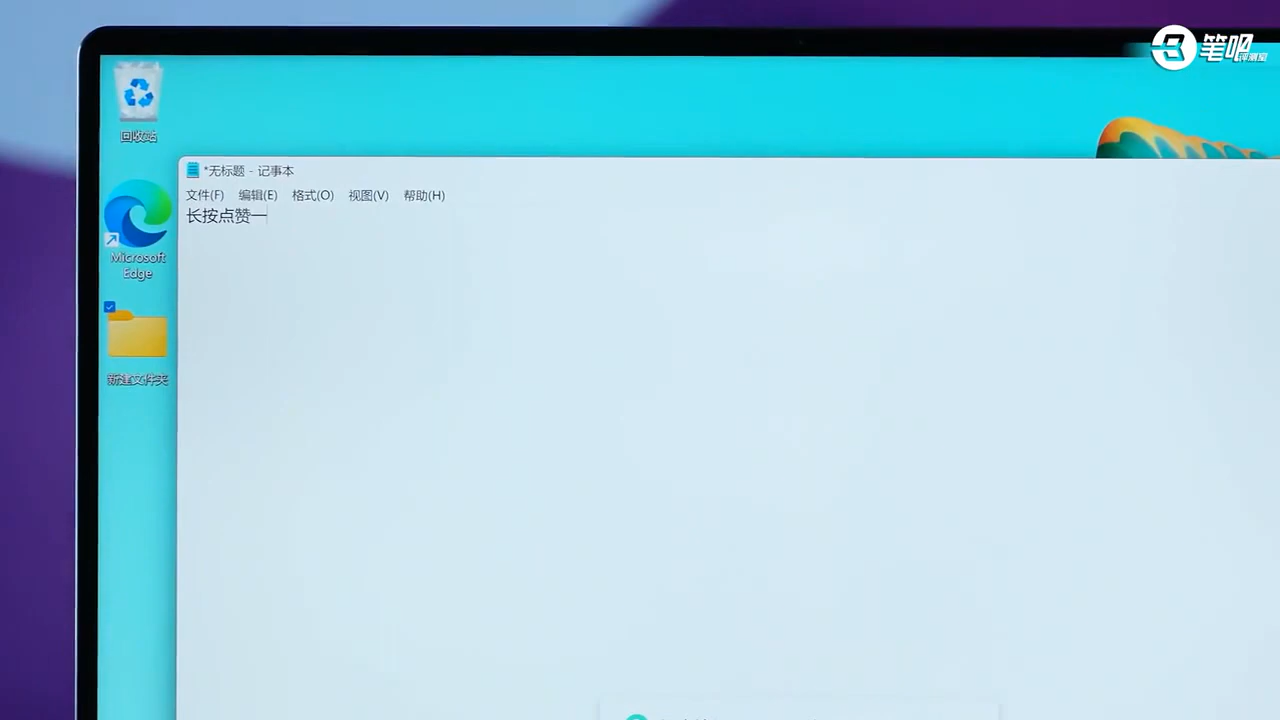 笔吧评测室
回收站
*无标题 - 记事本
文件(F) 编辑(E) 格式(O) 视图(V) 帮助(H)
长按点赞一
Microsoft
Edge
新建文件夹